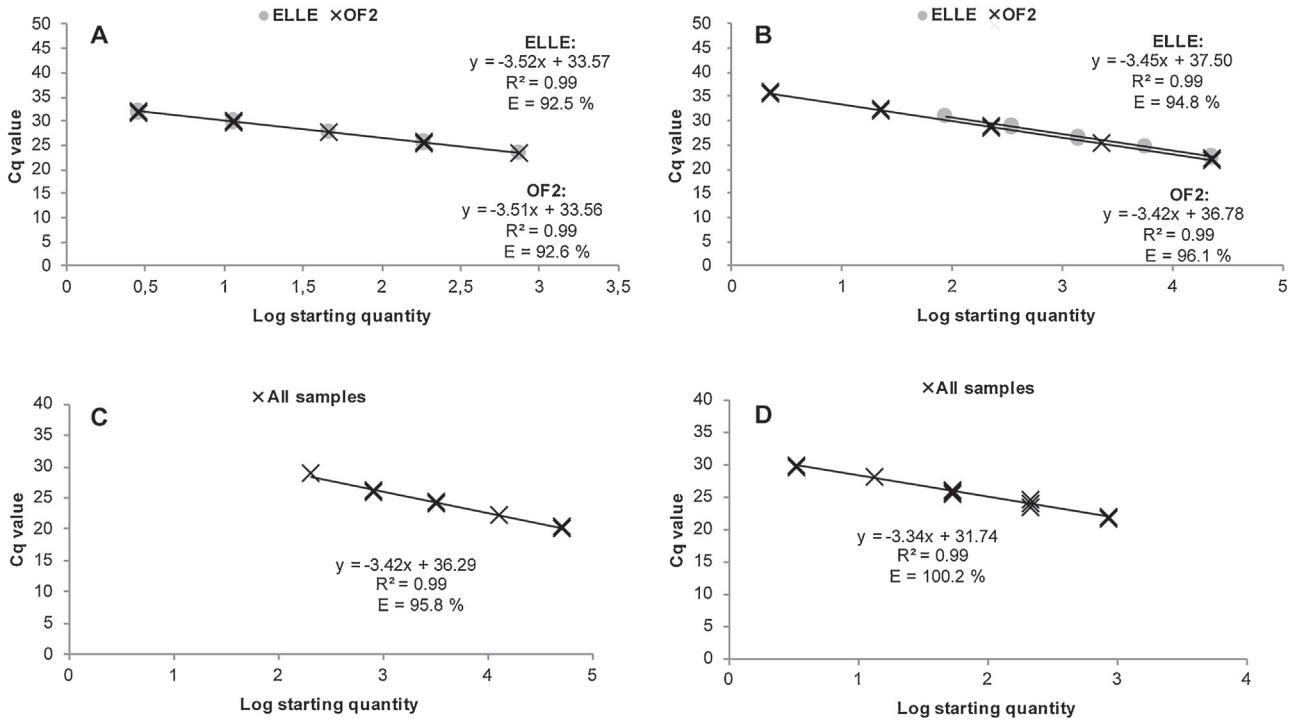 A
ELLE ×OF2
50
45
40
35
30
25
20
15
10
5
0
Cq value
ELLE:
y = -3.52x + 33.57
R² = 0.99
E = 92.5 %
OF2:
y = -3.51x + 33.56
R² = 0.99
E = 92.6 %
0 0,5 1 1,5 2 2,5 3 3,5
Log starting quantity
B
ELLE ×OF2
50
45
40
35
30
25
20
15
10
5
0
Cq value
ELLE:
y = -3.45x + 37.50
R² = 0.99
E = 94.8 %
OF2:
y = -3.42x + 36.78
R² = 0.99
E = 96.1 %
0 1 2 3 4 5
Log starting quantity
C
×All samples
40
35
30
25
20
15
10
5
0
Cq value
y = -3.42x + 36.29
R² = 0.99
E = 95.8 %
0 1 2 3 4 5
Log starting quantity
D
×All samples
40
35
30
25
20
15
10
5
0
Cq value
y = -3.34x + 31.74
R² = 0.99
E = 100.2 %
0 1 2 3 4
Log starting quantity